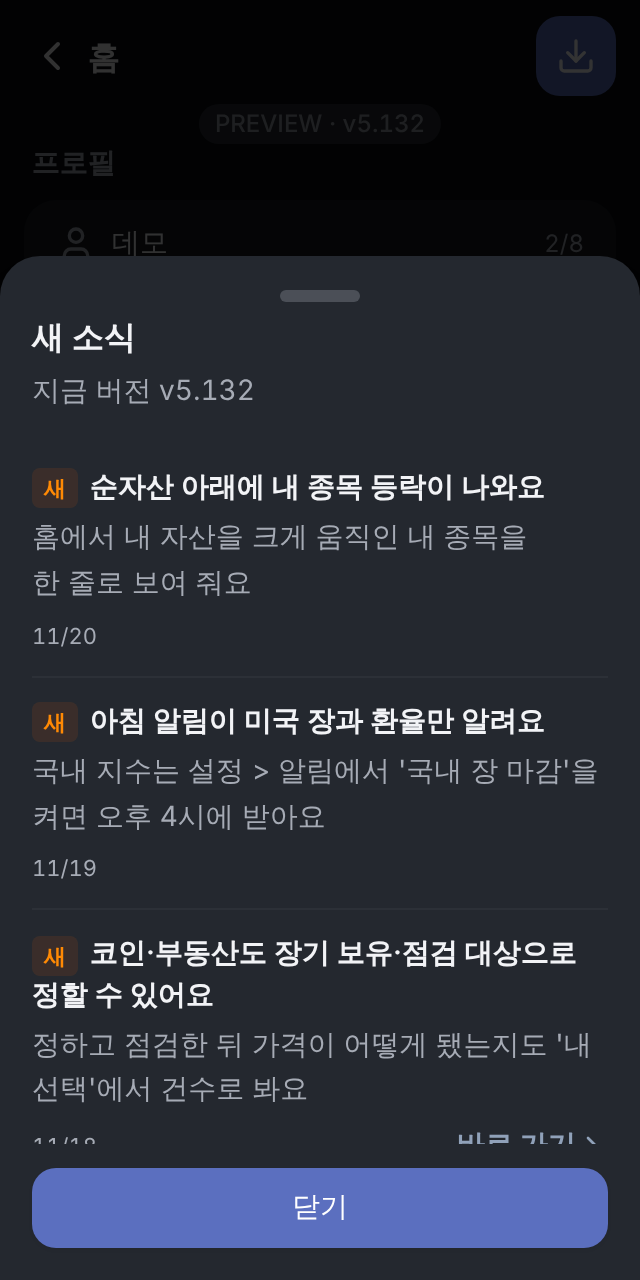 홈
PREVIEW · v5.132
프로필
데모 2/8
새 소식
지금 버전 v5.132
새 순자산 아래에 내 종목 등락이 나와요
홈에서 내 자산을 크게 움직인 내 종목을
한 줄로 보여 줘요
11/20
새 아침 알림이 미국 장과 환율만 알려요
국내 지수는 설정 > 알림에서 '국내 장 마감'을
켜면 오후 4시에 받아요
11/19
새 코인·부동산도 장기 보유·점검 대상으로
정할 수 있어요
정하고 점검한 뒤 가격이 어떻게 됐는지도 '내
선택'에서 건수로 봐요
11/18 바로 가기
닫기